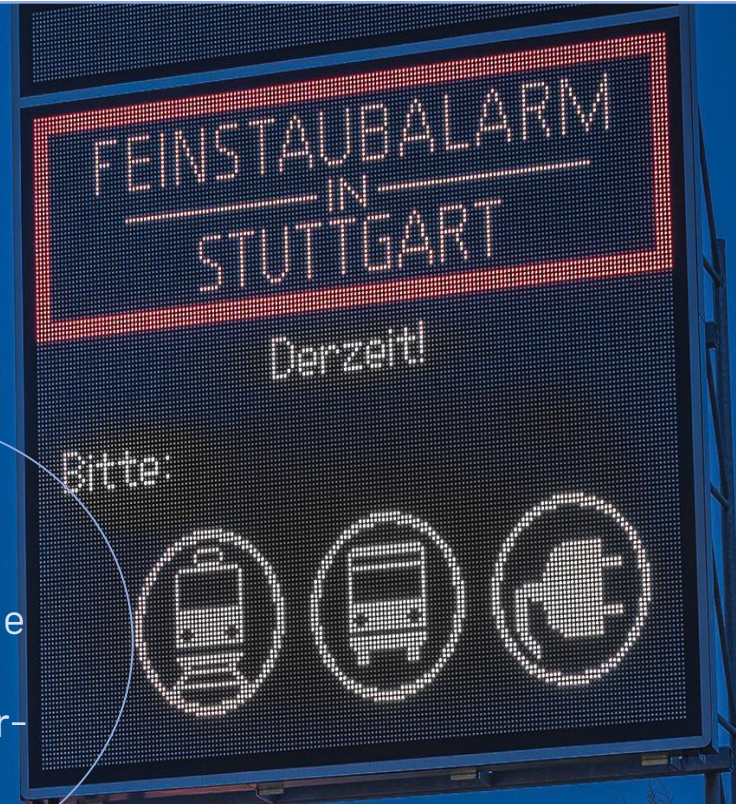 FEINSTAUBALARM
IN
STUTTGART
Derzeit!
Bitte:
e
r-